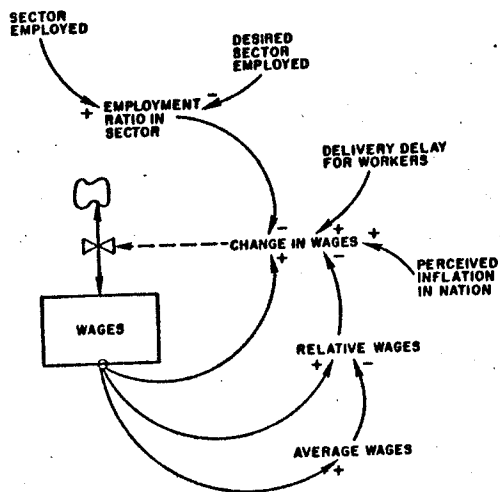 SECTOR
EMPLOYED
DESIRED
SECTOR
EMPLOYED
+ EMPLOYMENT -
RATIO IN
SECTOR
DELIVERY DELAY
FOR WORKERS
- + +
CHANGE IN WAGES
+ -
PERCEIVED
INFLATION
IN NATION
WAGES
RELATIVE WAGES
+ -
AVERAGE WAGES
+